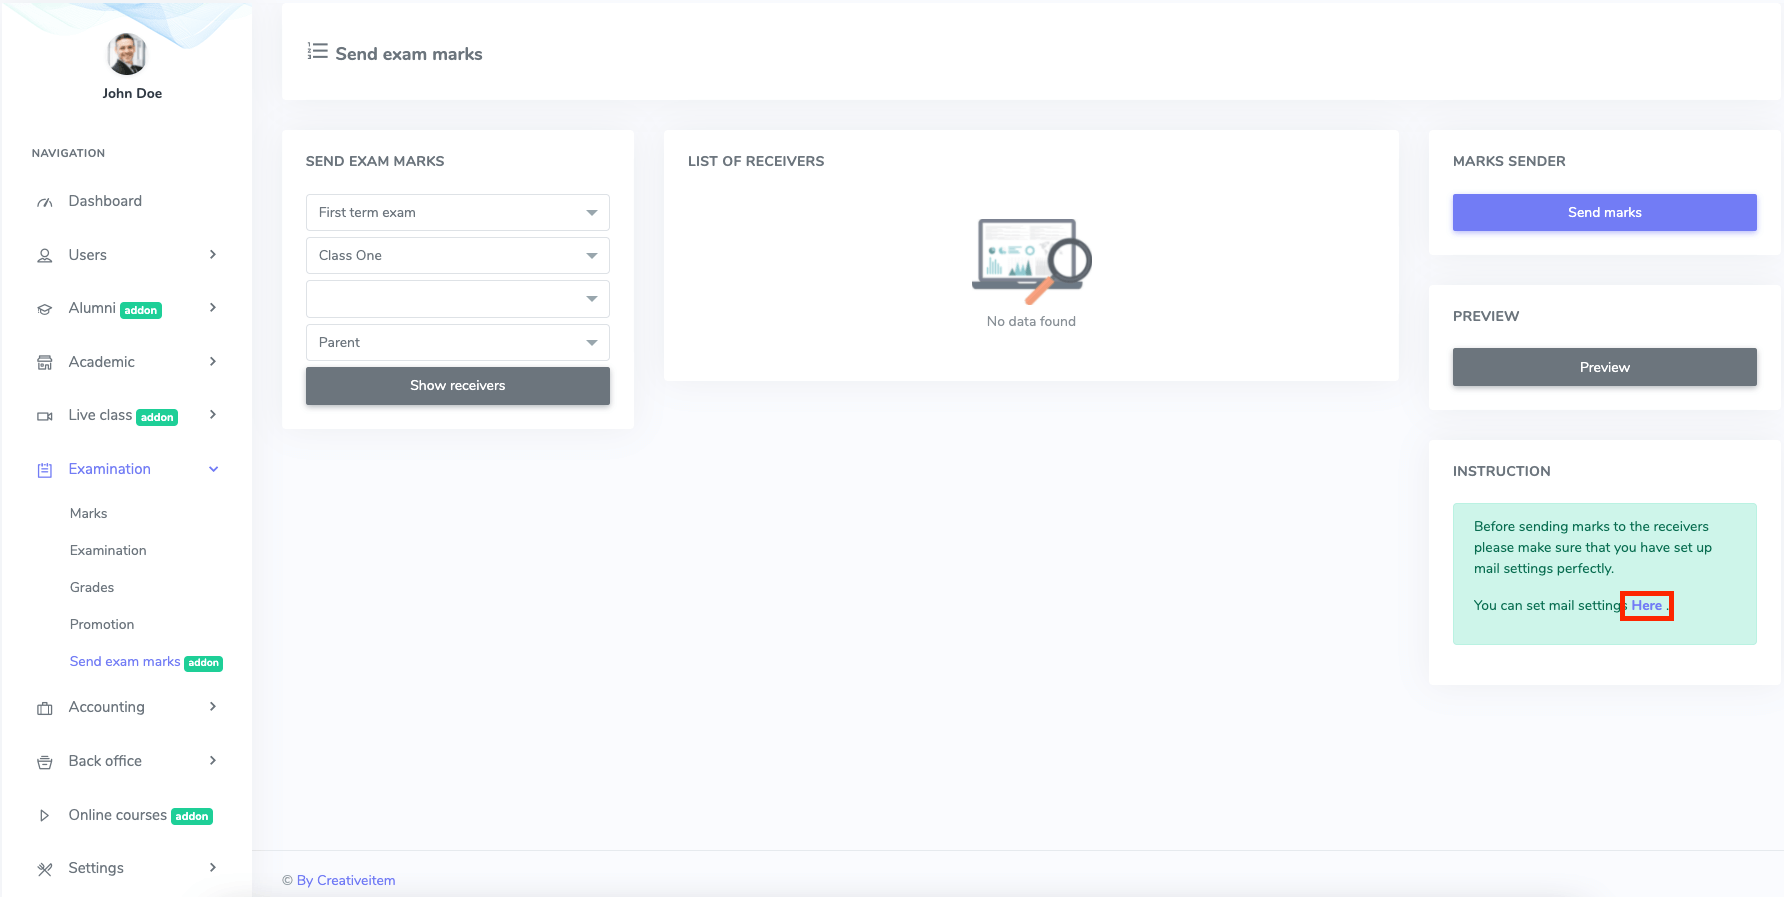 John Doe
NAVIGATION
Dashboard
Users
Alumni addon
Academic
Live class addon
Examination
Marks
Examination
Grades
Promotion
Send exam marks addon
Accounting
Back office
Online courses addon
Settings
Send exam marks
SEND EXAM MARKS
First term exam
Class One
Parent
Show receivers
LIST OF RECEIVERS
No data found
MARKS SENDER
Send marks
PREVIEW
Preview
INSTRUCTION
Before sending marks to the receivers
please make sure that you have set up
mail settings perfectly.
You can set mail settings Here .
© By Creativeitem